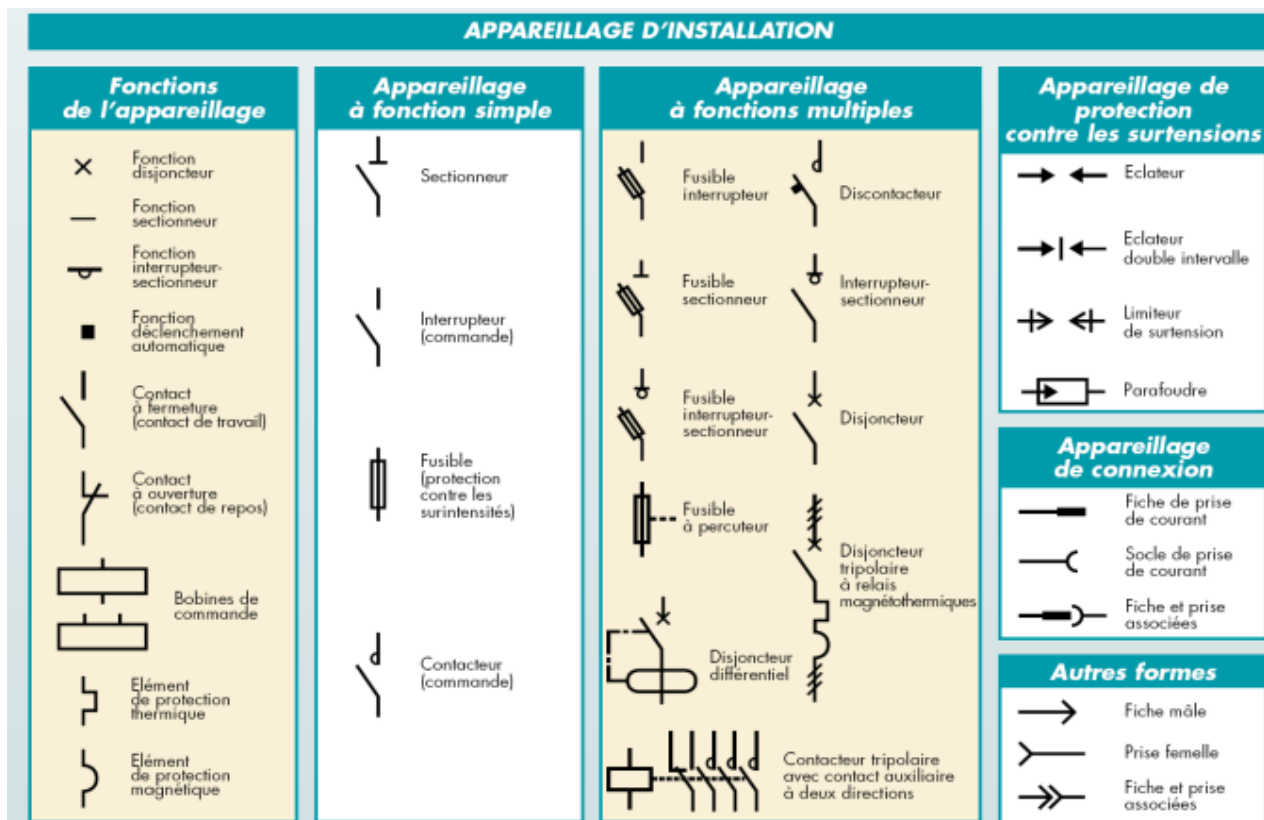 APPAREILLAGE D'INSTALLATION
Fonctions
de l'appareillage
Fonction
disjoncteur
Fonction
sectionneur
Fonction
interrupteur-
sectionneur
Fonction
déclenchement
automatique
Contact
à fermeture
(contact de travail)
Contact
à ouverture
(contact de repos)
Bobines de
commande
Elément
de protection
thermique
Elément
de protection
magnétique
Appareillage
à fonction simple
Sectionneur
Interrupteur
(commande)
Fusible
(protection
contre les
surintensités)
Contacteur
(commande)
Appareillage
à fonctions multiples
Fusible
interrupteur
Fusible
sectionneur
Fusible
interrupteur-
sectionneur
Fusible
à percuteur
Disjoncteur
différentiel
Discontacteur
Interrupteur-
sectionneur
Disjoncteur
Disjoncteur
tripolaire
à relais
magnétothermiques
Contacteur tripolaire
avec contact auxiliaire
à deux directions
Appareillage de
protection
contre les surtensions
Eclateur
Eclateur
double intervalle
Limiteur
de surtension
Parafoudre
Appareillage
de connexion
Fiche de prise
de courant
Socle de prise
de courant
Fiche et prise
associées
Autres formes
Fiche mâle
Prise femelle
Fiche et prise
associées